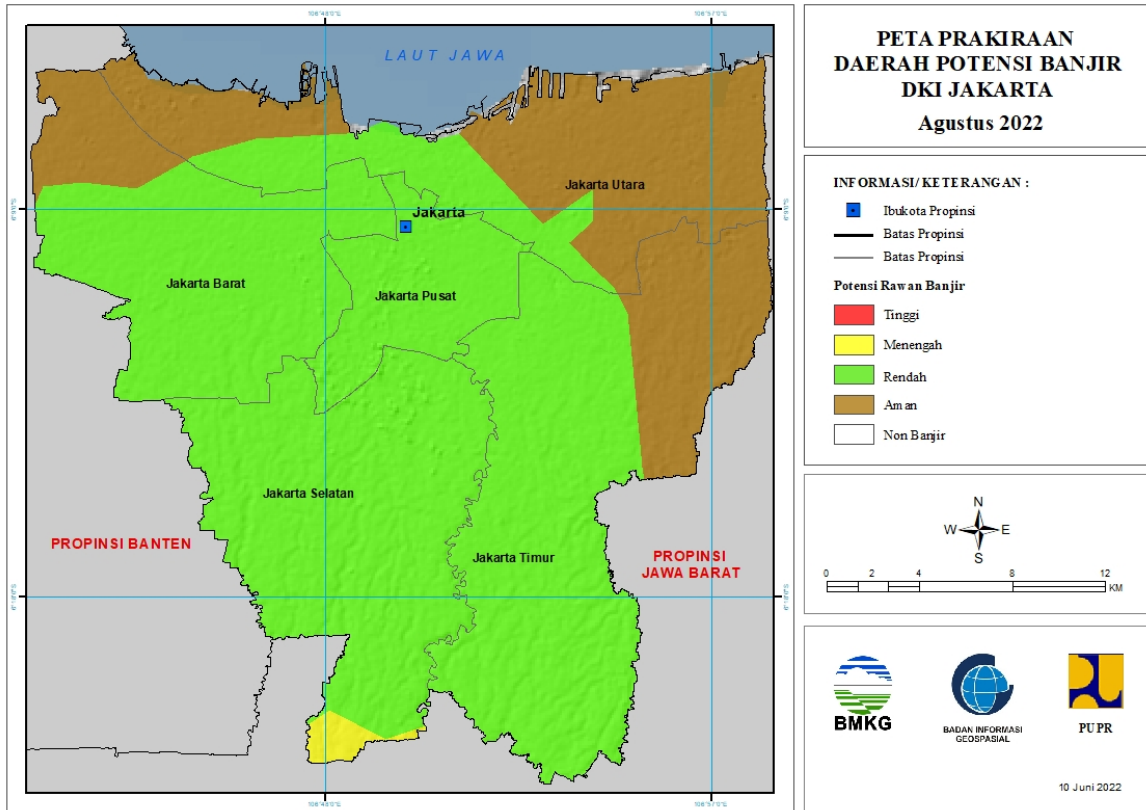 PETA PRAKIRAAN
DAERAH POTENSI BANJIR
DKI JAKARTA
Agustus 2022
INFORMASI/ KETERANGAN :
Ibukota Propinsi
Batas Propinsi
Batas Propinsi
Potensi Rawan Banjir
Tinggi
Menengah
Rendah
Aman
Non Banjir
N
W E
S
0 2 4 8 12
KM
BMKG
BADAN INFORMASI
GEOSPASIAL
PUPR
10 Juni 2022
LAUT JAWA
Jakarta Utara
Jakarta
Jakarta Barat
Jakarta Pusat
Jakarta Selatan
Jakarta Timur
PROPINSI BANTEN
PROPINSI
JAWA BARAT